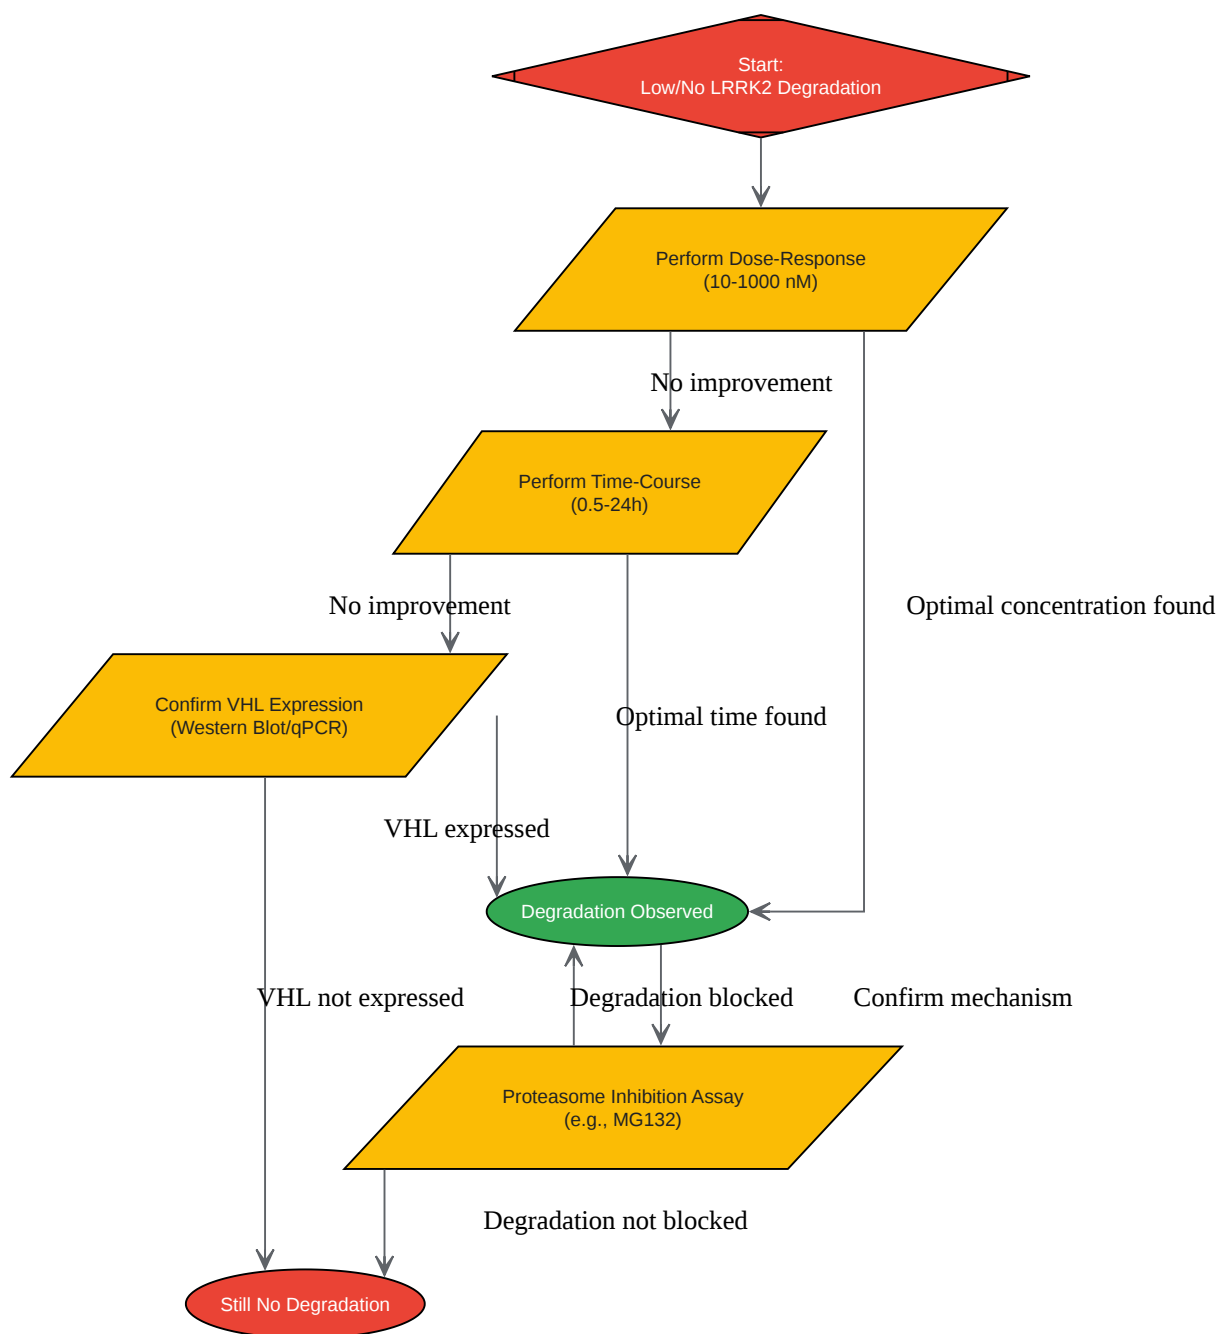 Start:
Low/No LRRK2 Degradation
Perform Dose-Response
(10-1000 nM)
No improvement
Perform Time-Course
(0.5-24h)
No improvement
Optimal concentration found
Confirm VHL Expression
(Western Blot/qPCR)
Optimal time found
VHL expressed
Degradation Observed
VHL not expressed
Degradation blocked
Confirm mechanism
Proteasome Inhibition Assay
(e.g., MG132)
Degradation not blocked
Still No Degradation